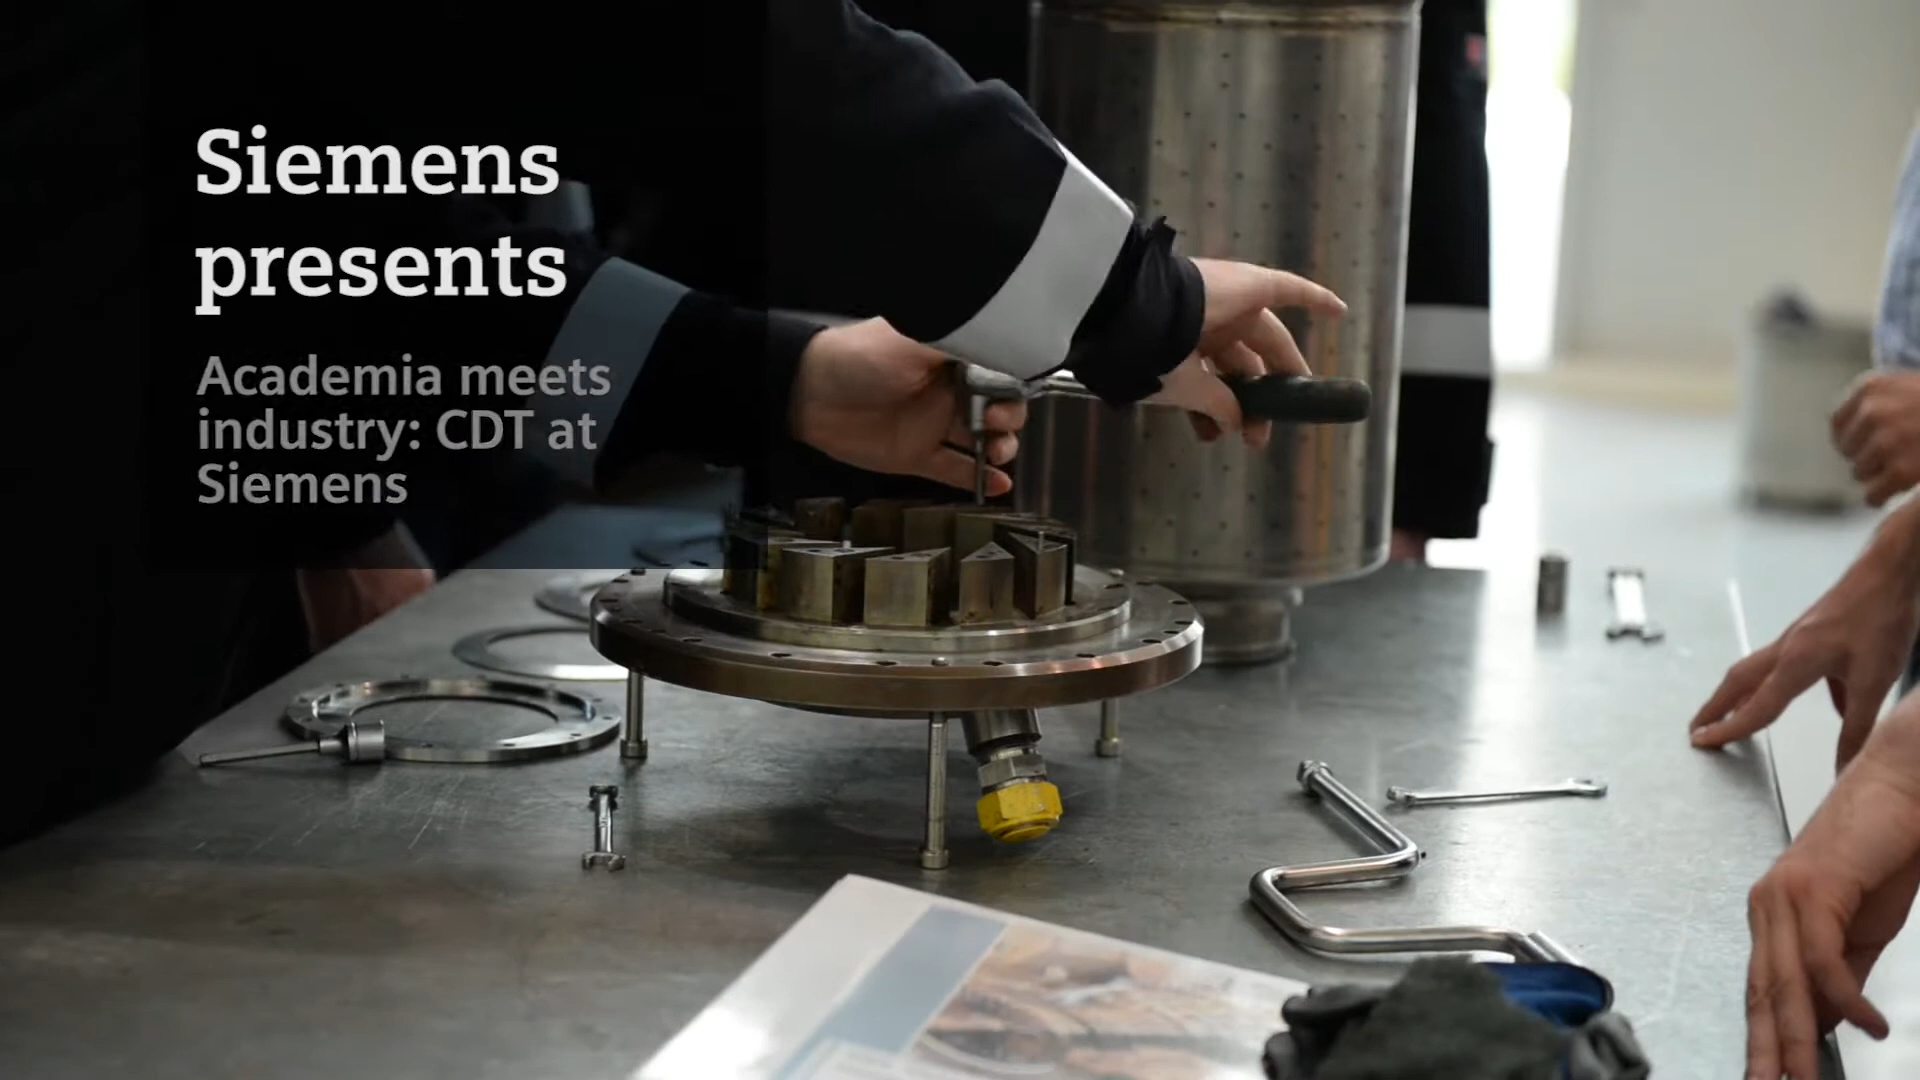 Siemens
presents
Academia meets
industry: CDT at
Siemens